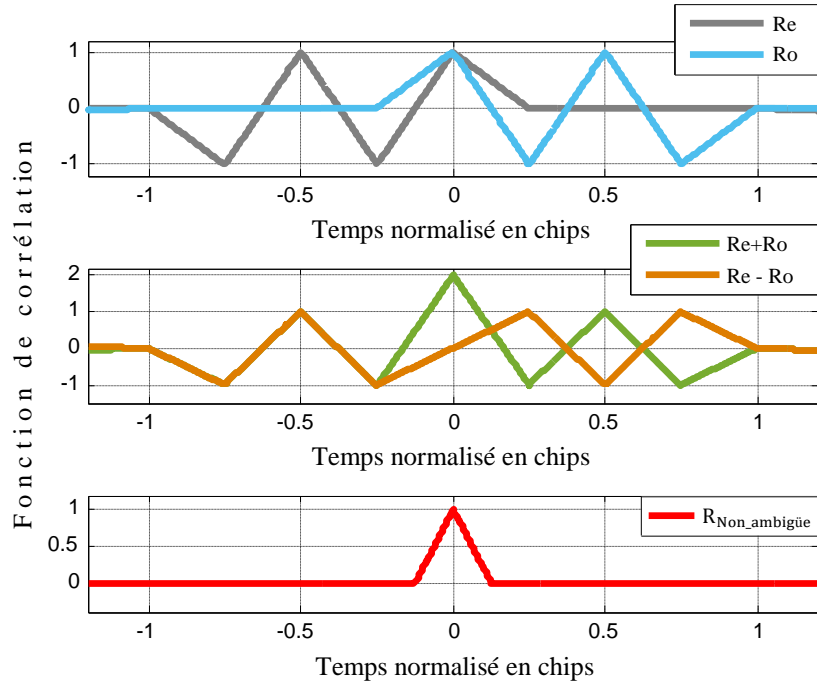 Re
Ro
1
0
-1
-1
-0.5
0
0.5
1
Temps normalisé en chips
Re+Ro
Re - Ro
2
1
0
-1
-1
-0.5
0
0.5
1
Temps normalisé en chips
R Non_ambigüe
1
0.5
0
-1
-0.5
0
0.5
1
Temps normalisé en chips
Fonction de corrélation